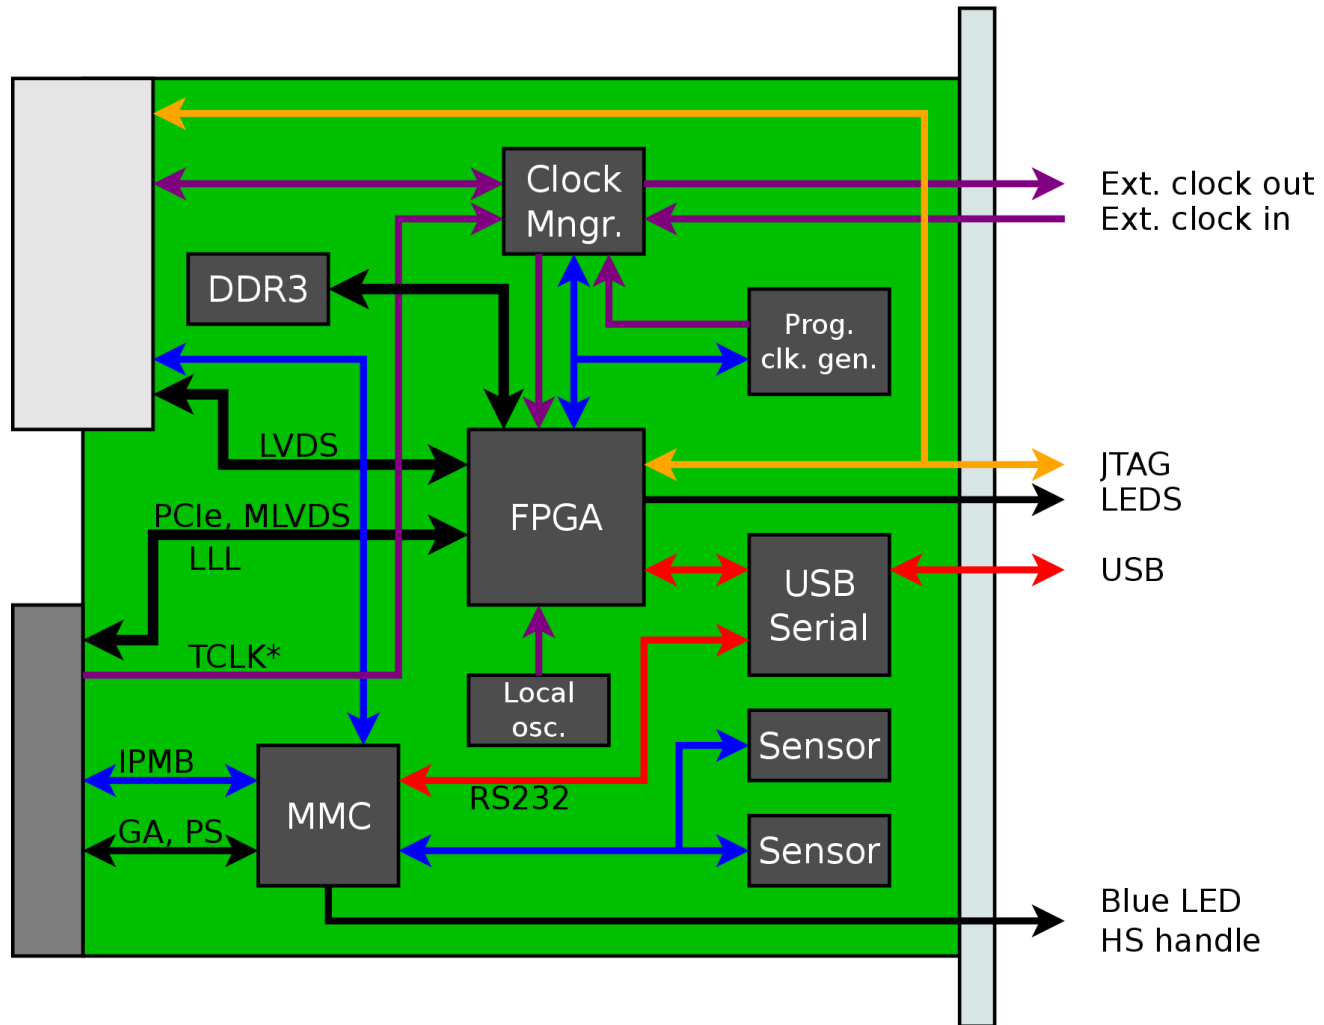 Clock
Mngr.
Ext. clock out
Ext. clock in
DDR3
Prog.
clk. gen.
LVDS
JTAG
LEDS
PCIe, MLVDS
LLL
FPGA
USB
Serial
USB
TCLK*
Local
osc.
IPMB
GA, PS
MMC
RS232
Sensor
Sensor
Blue LED
HS handle